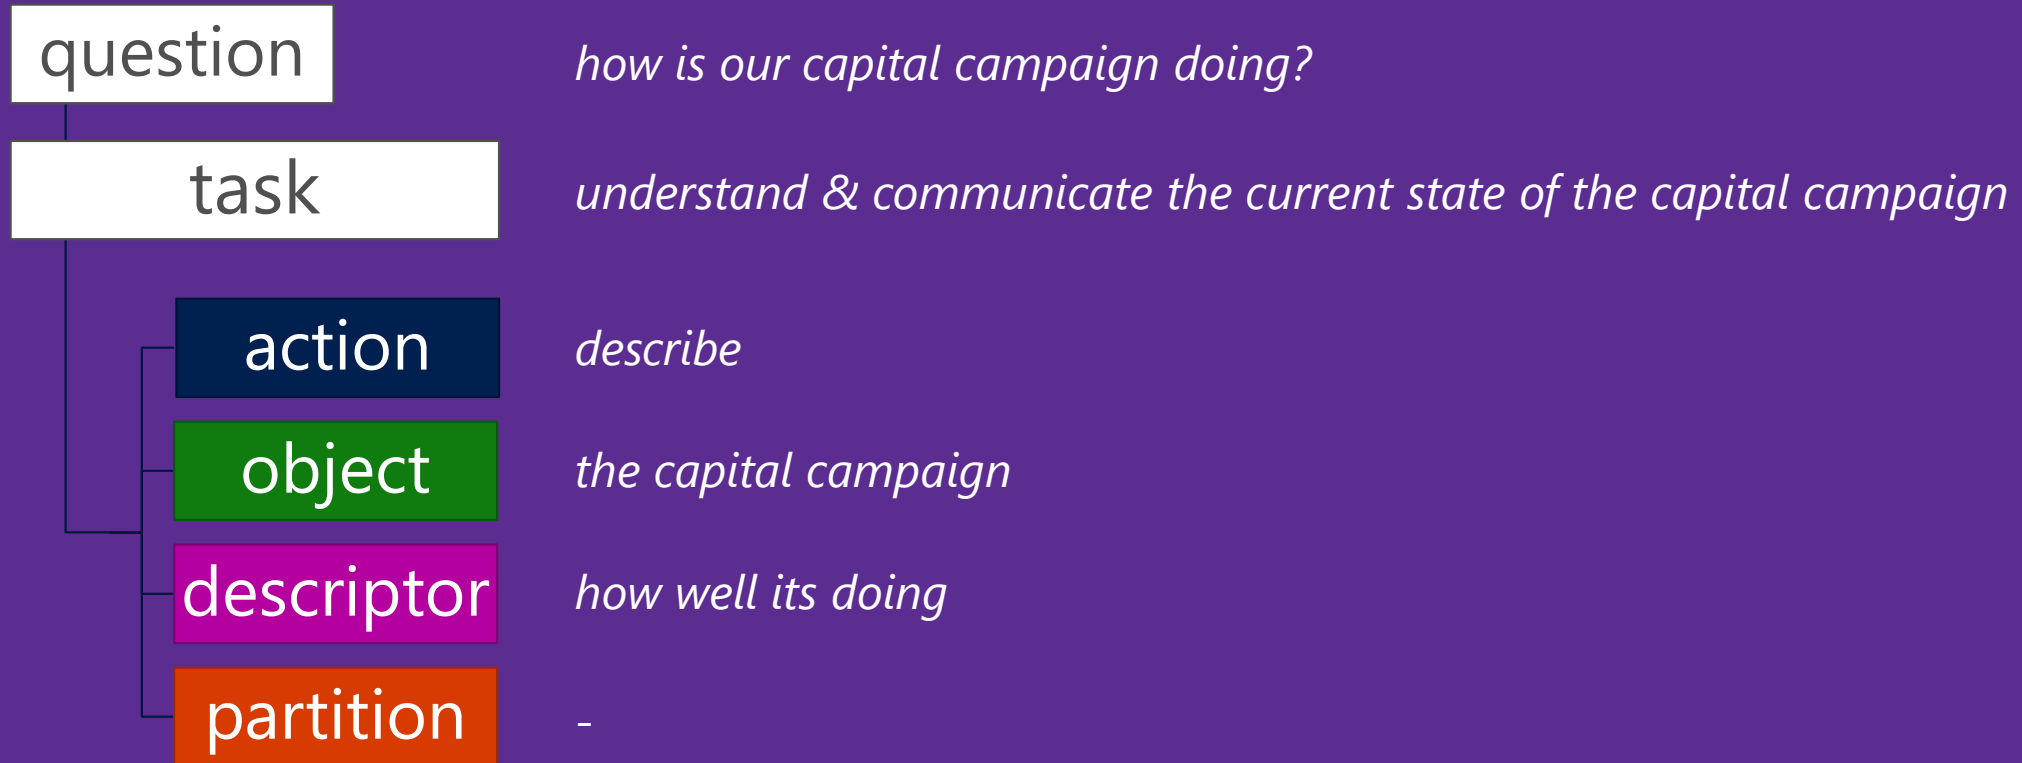 question
how is our capital campaign doing?
task
understand & communicate the current state of the capital campaign
action
describe
object
the capital campaign
descriptor
how well its doing
partition
-